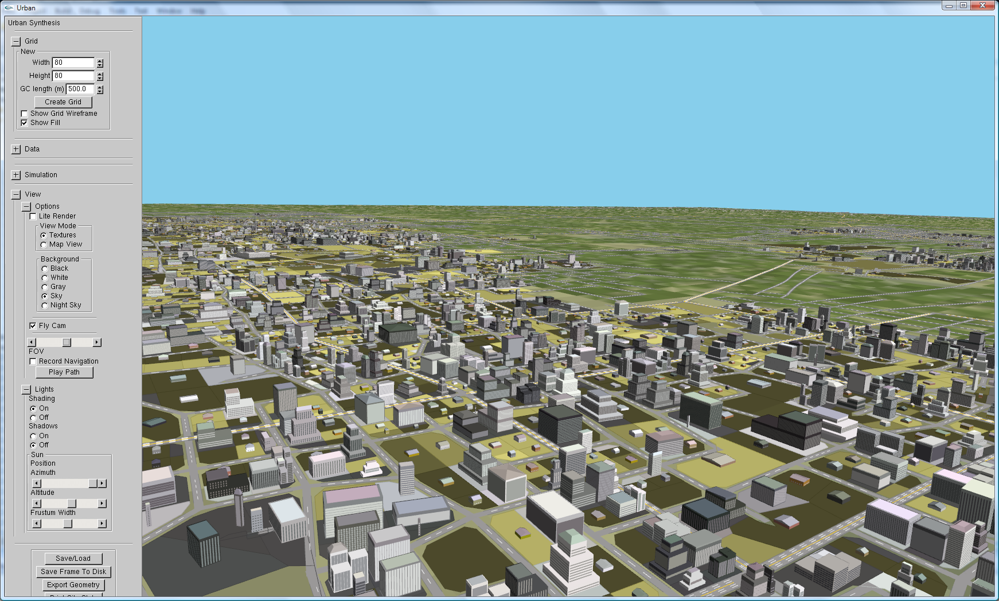 Urban
Urban Synthesis
Grid
New
Width 80
Height 80
GC length (m) 500.0
Create Grid
Show Grid Wireframe
Show Fill
Data
Simulation
View
Options
Lite Render
View Mode
Textures
Map View
Background
Black
White
Gray
Sky
Night Sky
Fly Cam
FOV
Record Navigation
Play Path
Lights
Shading
On
Off
Shadows
On
Off
Sun
Position
Azimuth
Altitude
Frustum Width
Save/Load
Save Frame To Disk
Export Geometry